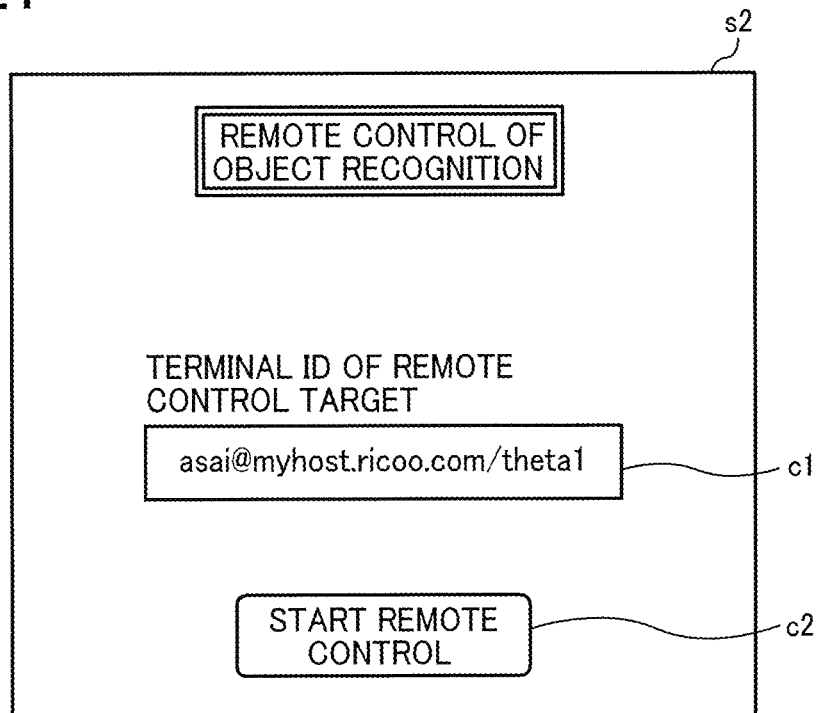 s2
REMOTE CONTROL OF
OBJECT RECOGNITION
TERMINAL ID OF REMOTE
CONTROL TARGET
asai@myhost.ricoo.com/theta1
c1
START REMOTE
CONTROL
c2